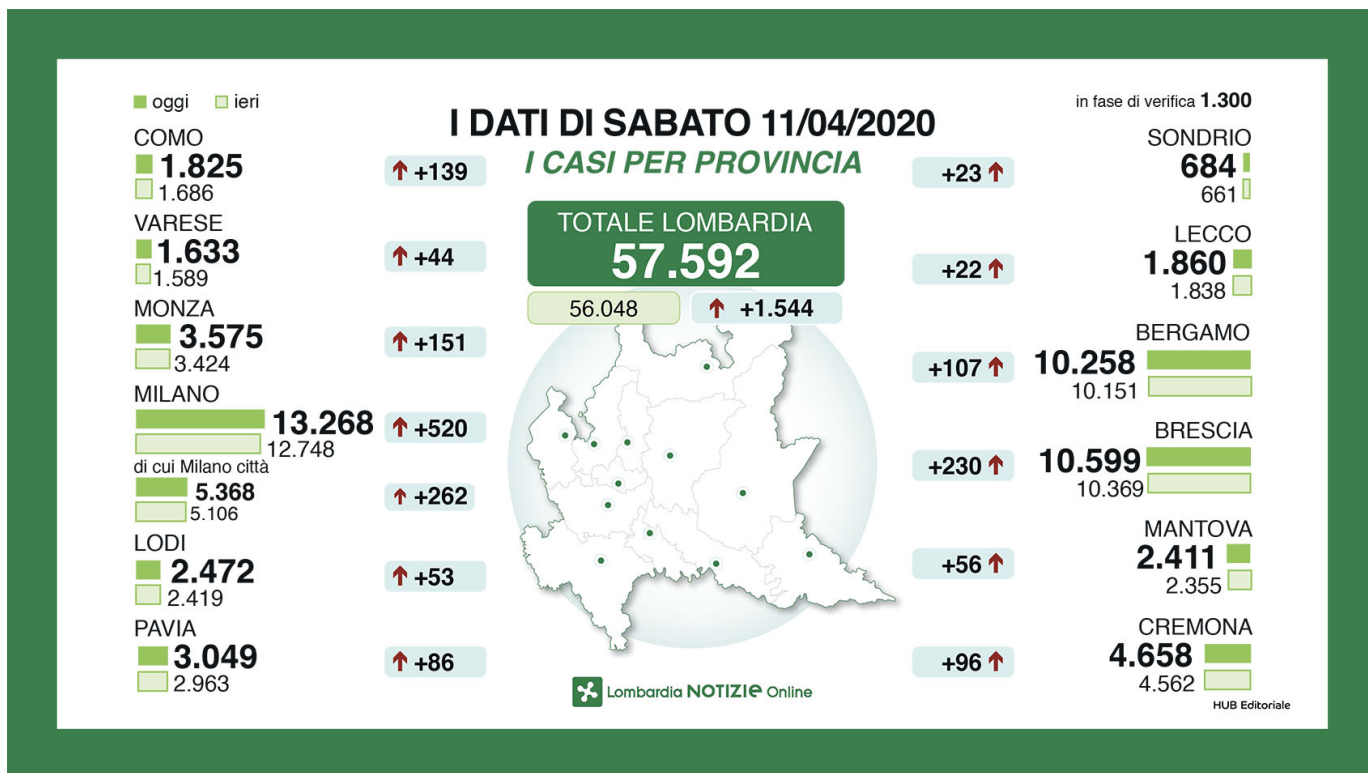 oggi ieri
I DATI DI SABATO 11/04/2020
I CASI PER PROVINCIA
TOTALE LOMBARDIA
57.592
56.048 +1.544
COMO
1.825
1.686
+139
VARESE
1.633
1.589
+44
MONZA
3.575
3.424
+151
MILANO
13.268
12.748
+520
di cui Milano città
5.368
5.106
+262
LODI
2.472
2.419
+53
PAVIA
3.049
2.963
+86
in fase di verifica 1.300
SONDRIO
684
661
+23
LECCO
1.860
1.838
+22
BERGAMO
10.258
10.151
+107
BRESCIA
10.599
10.369
+230
MANTOVA
2.411
2.355
+56
CREMONA
4.658
4.562
+96
Lombardia NOTIZIe Online
HUB Editoriale